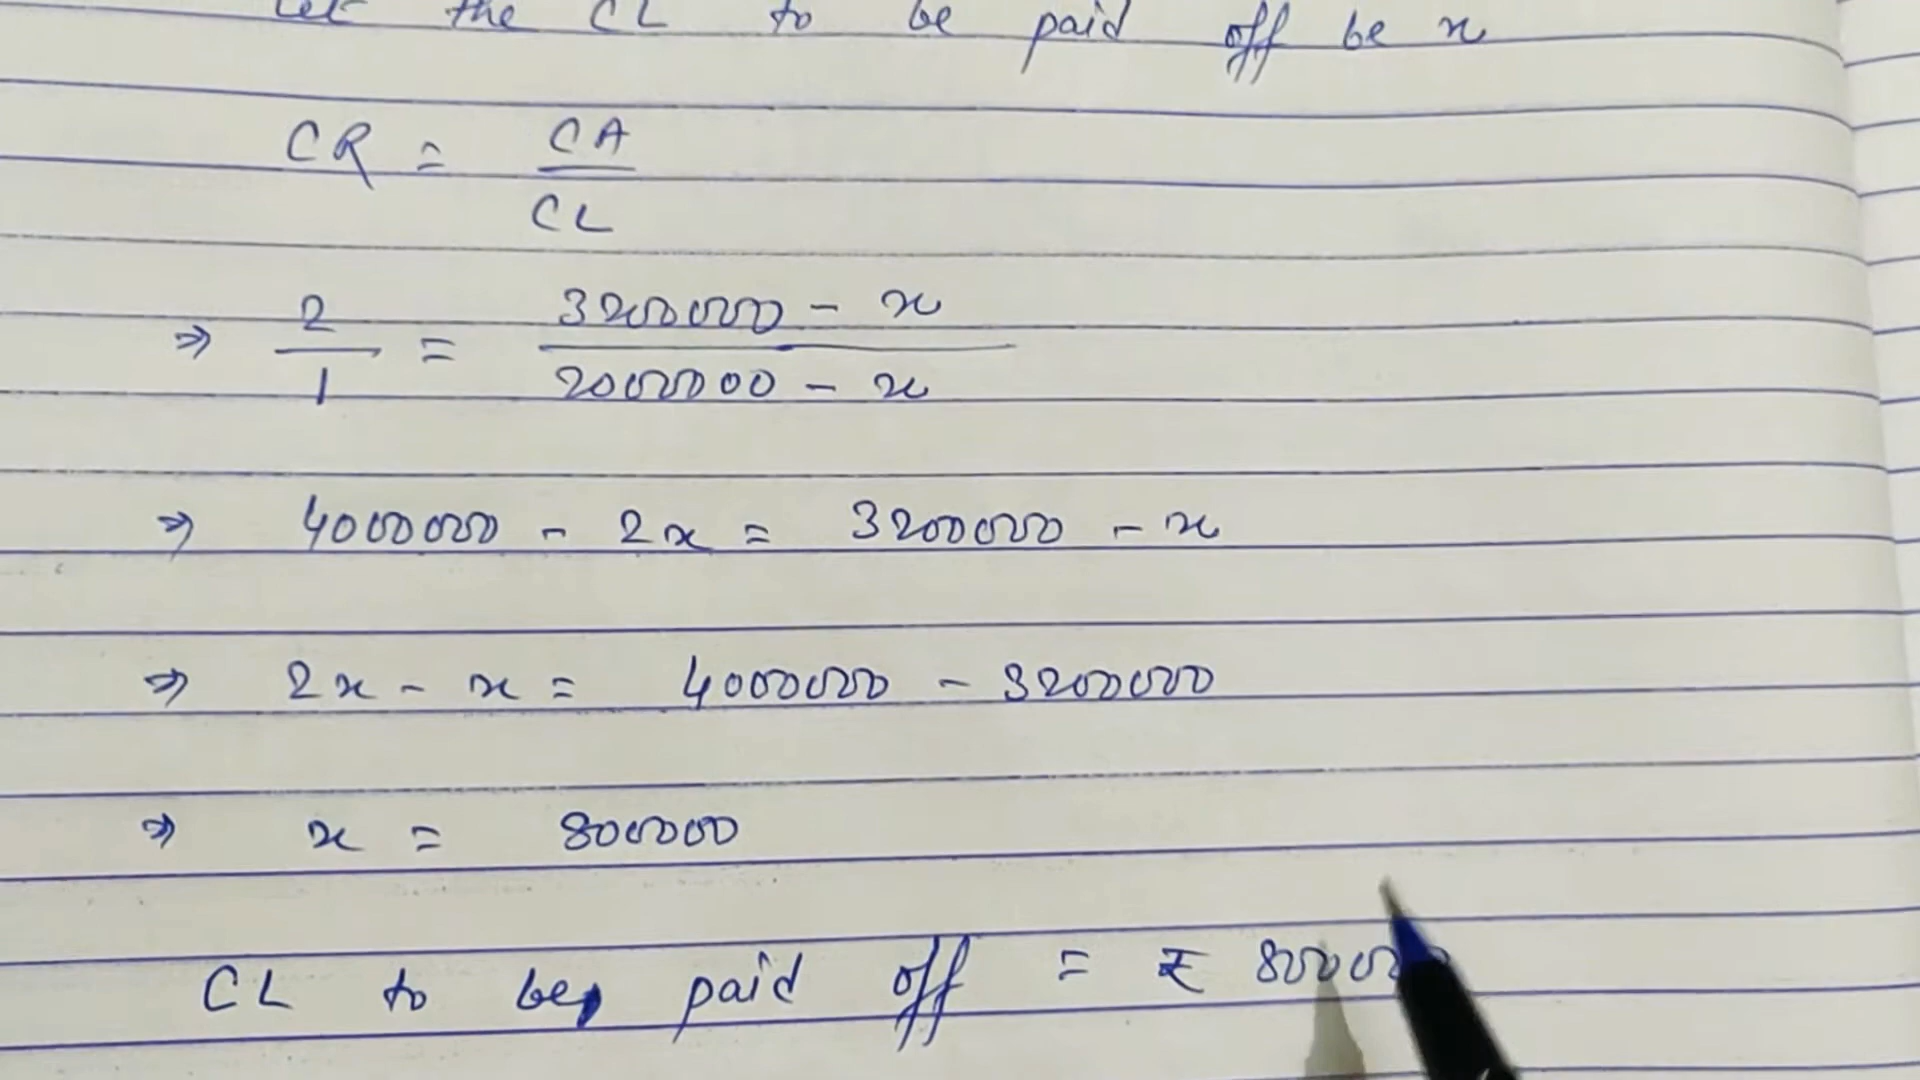 Let the CL to be paid off be x
CR = CA
CL
⇒ 2/1 = 3200000 - x
2000000 - x
⇒ 4000000 - 2x = 3200000 - x
⇒ 2x - x = 4000000 - 3200000
⇒ x = 800000
CL to be paid off = ₹